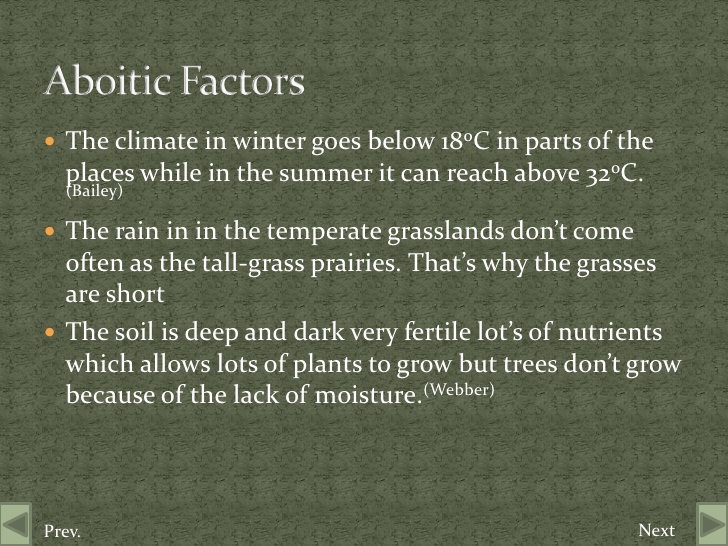 Aboitic Factors
• The climate in winter goes below 18ºC in parts of the
places while in the summer it can reach above 32ºC.
(Bailey)
• The rain in in the temperate grasslands don’t come
often as the tall-grass prairies. That’s why the grasses
are short
• The soil is deep and dark very fertile lot’s of nutrients
which allows lots of plants to grow but trees don’t grow
because of the lack of moisture.(Webber)
Prev.
Next